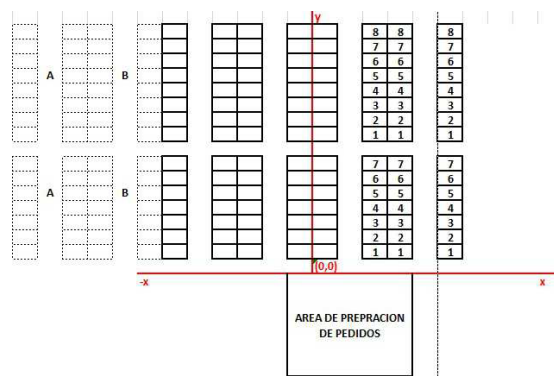 y
8 8 8
7 7 7
6 6 6
A B 5 5 5
4 4 4
3 3 3
2 2 2
1 1 1
7 7 7
6 6 6
A B 5 5 5
4 4 4
3 3 3
2 2 2
1 1 1
(0,0)
-x x
AREA DE PREPRACION
DE PEDIDOS